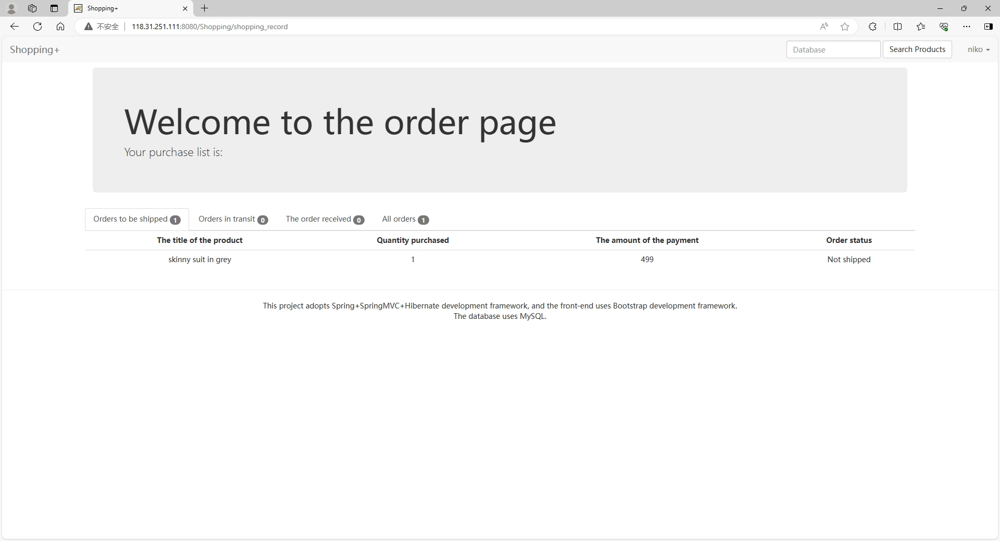 Shopping+
不安全 118.31.251.111:8080/Shopping/shopping_record
Shopping+ Database Search Products niko
Welcome to the order page
Your purchase list is:
Orders to be shipped 1 Orders in transit 0 The order received 0 All orders 1
The title of the product Quantity purchased The amount of the payment Order status
skinny suit in grey 1 499 Not shipped
This project adopts Spring+SpringMVC+Hibernate development framework, and the front-end uses Bootstrap development framework.
The database uses MySQL.